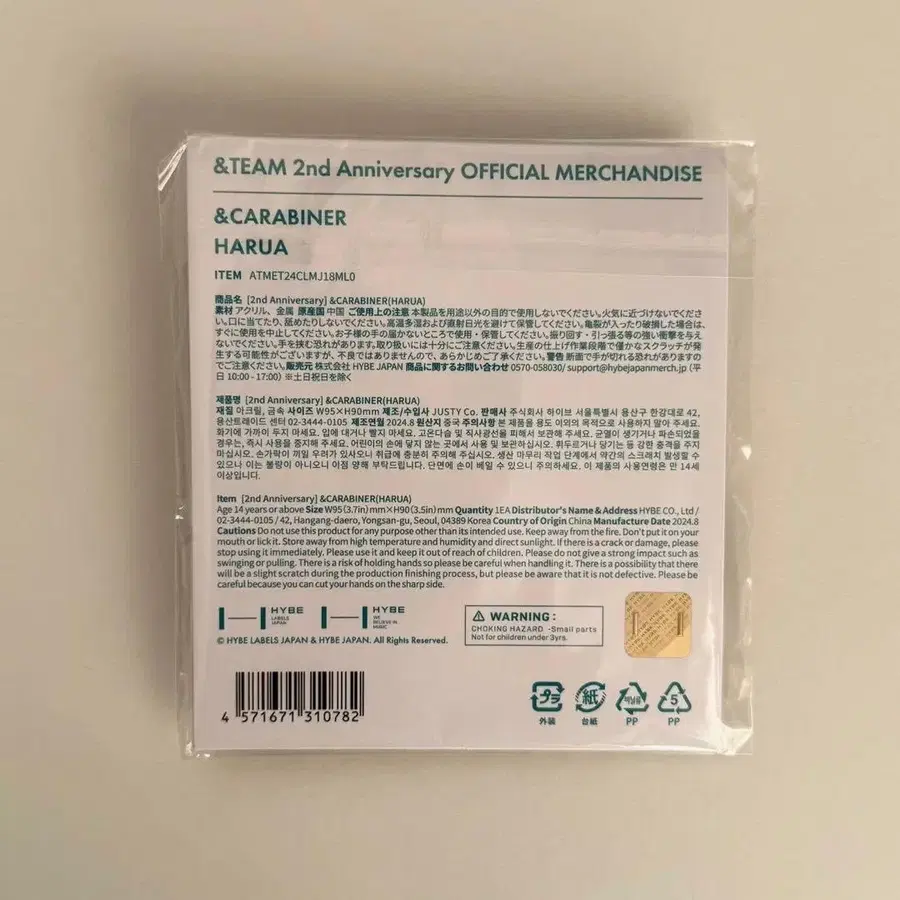 &TEAM 2nd Anniversary OFFICIAL MERCHANDISE
&CARABINER
HARUA
ITEM ATMET24CLMJ18ML0
商品名 [2nd Anniversary] &CARABINER(HARUA)
素材 アクリル、金属 原産国 中国 ご使用上の注意 本製品を用途以外の目的で使用しないでください。火気に近づけないでください。口に当てたり、舐めたりしないでください。高温多湿および直射日光を避けて保管してください。亀裂が入ったり破損した場合は、
すぐに使用を中止してください。お子様の手の届かないところで使用・保管してください。振り回す・引っ張る等の強い衝撃を与え
ないでください。手を挟む恐れがあります。取り扱いには十分にご注意ください。生産の仕上げ作業段階で僅かなスクラッチが発
生する可能性がございますが、不良ではありませんので、あらかじめご了承ください。警告 断面で手が切れる恐れがありますの
でご注意ください。販売元 株式会社 HYBE JAPAN 商品に関するお問い合わせ 0570-058030/ support@hybejapanmerch.jp (平
日 10:00 - 17:00) ※土日祝日を除く
제품명 [2nd Anniversary] &CARABINER(HARUA)
재질 아크릴, 금속 사이즈 W95×H90mm 제조/수입사 JUSTY Co. 판매사 주식회사 하이브 서울특별시 용산구 한강대로 42,
용산트레이드 센터 02-3444-0105 제조연월 2024.8 원산지 중국 주의사항 본 제품을 용도 이외의 목적으로 사용하지 말아 주세요.
화기에 가까이 두지 마세요. 입에 대거나 빨지 마세요. 고온다습 및 직사광선을 피해서 보관해 주세요. 균열이 생기거나 파손되었을
경우는, 즉시 사용을 중지해 주세요. 어린이의 손에 닿지 않는 곳에서 사용 및 보관하십시오. 휘두르거나 당기는 등 강한 충격을 주지
마십시오. 손가락이 끼일 우려가 있사오니 취급에 충분히 주의해 주십시오. 생산 마무리 작업 단계에서 약간의 스크래치 발생할 수
있으나 이는 불량이 아니오니 이점 양해 부탁드립니다. 단면에 손이 베일 수 있으니 주의하세요. 이 제품의 사용연령은 만 14세
이상입니다.
Item [2nd Anniversary] &CARABINER(HARUA)
Age 14 years or above Size W95(3.7in)mm×H90(3.5in)mm Quantity 1EA Distributor's Name & Address HYBE CO., Ltd /
02-3444-0105 / 42, Hangang-daero, Yongsan-gu, Seoul, 04389 Korea Country of Origin China Manufacture Date 2024.8
Cautions Do not use this product for any purpose other than its intended use. Keep away from the fire. Don't put it on your
mouth or lick it. Store away from high temperature and humidity and direct sunlight. If there is a crack or damage, please
stop using it immediately. Please use it and keep it out of reach of children. Please do not give a strong impact such as
swinging or pulling. There is a risk of holding hands so please be careful when handling it. There is a possibility that there
will be a slight scratch during the production finishing process, but please be aware that it is not defective. Please be
careful because you can cut your hands on the sharp side.
HYBE
LABELS
JAPAN
HYBE
WE
BELIEVE IN
MUSIC
© HYBE LABELS JAPAN & HYBE JAPAN. All Rights Reserved.
WARNING :
CHOKING HAZARD -Small parts
Not for children under 3yrs.
4 571671 310782
プラ
外装
紙
台紙
비닐류
PP
5
PP